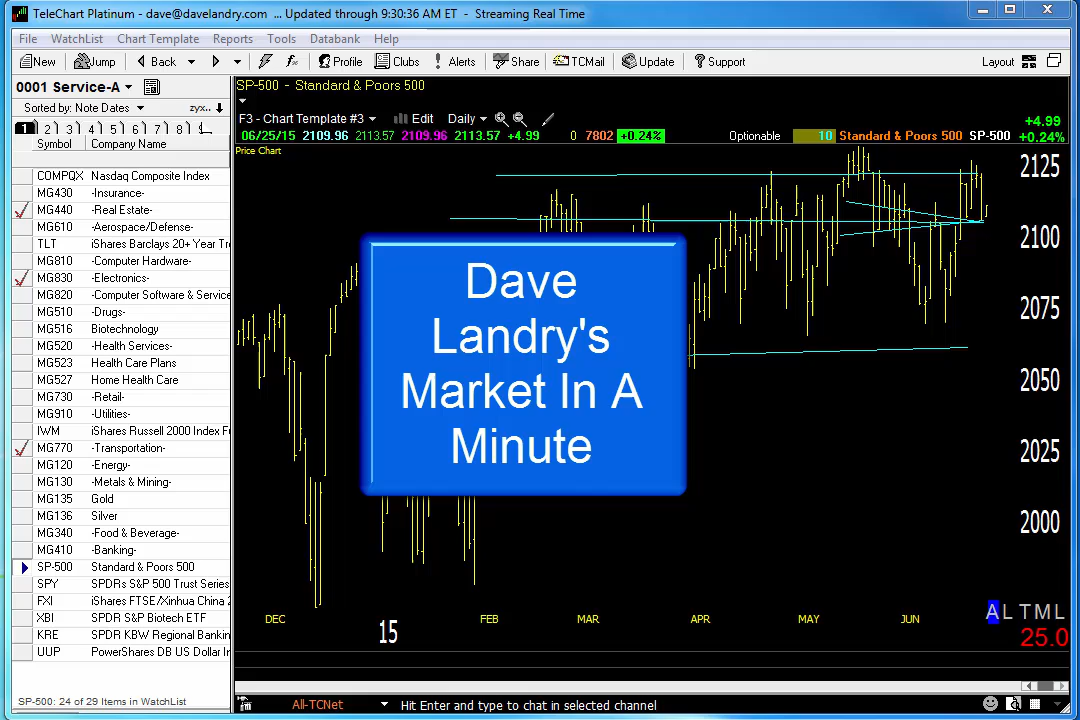 TeleChart Platinum - dave@davelandry.com ... Updated through 9:30:36 AM ET - Streaming Real Time
File WatchList Chart Template Reports Tools Databank Help
New Jump Back Profile Clubs Alerts Share TCMail Update Support Layout
0001 Service-A
Sorted by: Note Dates zyx..
1 2 3 4 5 6 7 8
Symbol Company Name
COMPQX Nasdaq Composite Index
MG430 -Insurance-
MG440 -Real Estate-
MG610 -Aerospace/Defense-
TLT iShares Barclays 20+ Year Tr
MG810 -Computer Hardware-
MG830 -Electronics-
MG820 -Computer Software & Service
MG510 -Drugs-
MG516 Biotechnology
MG520 -Health Services-
MG523 Health Care Plans
MG527 Home Health Care
MG730 -Retail-
MG910 -Utilities-
IWM iShares Russell 2000 Index F
MG770 -Transportation-
MG120 -Energy-
MG130 -Metals & Mining-
MG135 Gold
MG136 Silver
MG340 -Food & Beverage-
MG410 -Banking-
SP-500 Standard & Poors 500
SPY SPDRs S&P 500 Trust Series
FXI iShares FTSE/Xinhua China 2
XBI SPDR S&P Biotech ETF
KRE SPDR KBW Regional Bankin
UUP PowerShares DB US Dollar I
SP-500: 24 of 29 Items in WatchList
SP-500 - Standard & Poors 500
F3 - Chart Template #3 Edit Daily
+4.99
06/25/15 2109.96 2113.57 2109.96 2113.57 +4.99 0 7802 +0.24% Optionable 10 Standard & Poors 500 SP-500 +0.24%
Price Chart
2125
2100
2075
2050
2025
2000
Dave
Landry's
Market In A
Minute
DEC 15 FEB MAR APR MAY JUN
A L T M L
25.0
All-TCNet Hit Enter and type to chat in selected channel